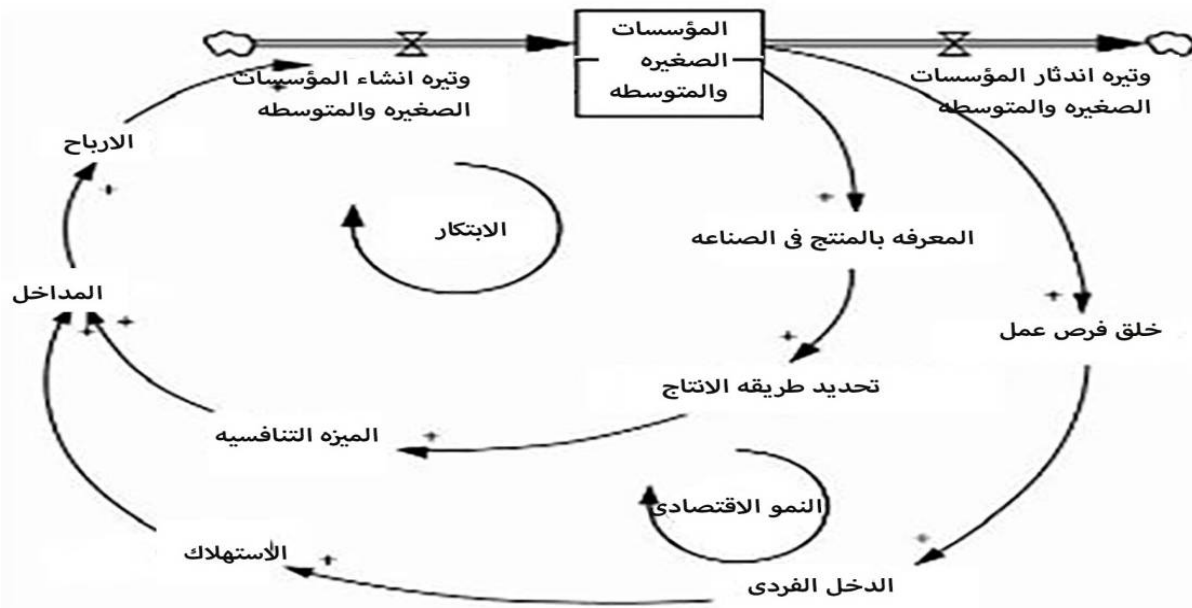 المؤسسات
الصغيره
والمتوسطه
وتيره انشاء المؤسسات
الصغيره والمتوسطه
وتيره اندثار المؤسسات
الصغيره والمتوسطه
الارباح
+
+
الابتكار
+
المعرفه بالمنتج فى الصناعه
المداخل
+
+
+
خلق فرص عمل
+
تحديد طريقه الانتاج
الميزه التنافسيه
+
النمو الاقتصادى
+
الاستهلاك
+
الدخل الفردى